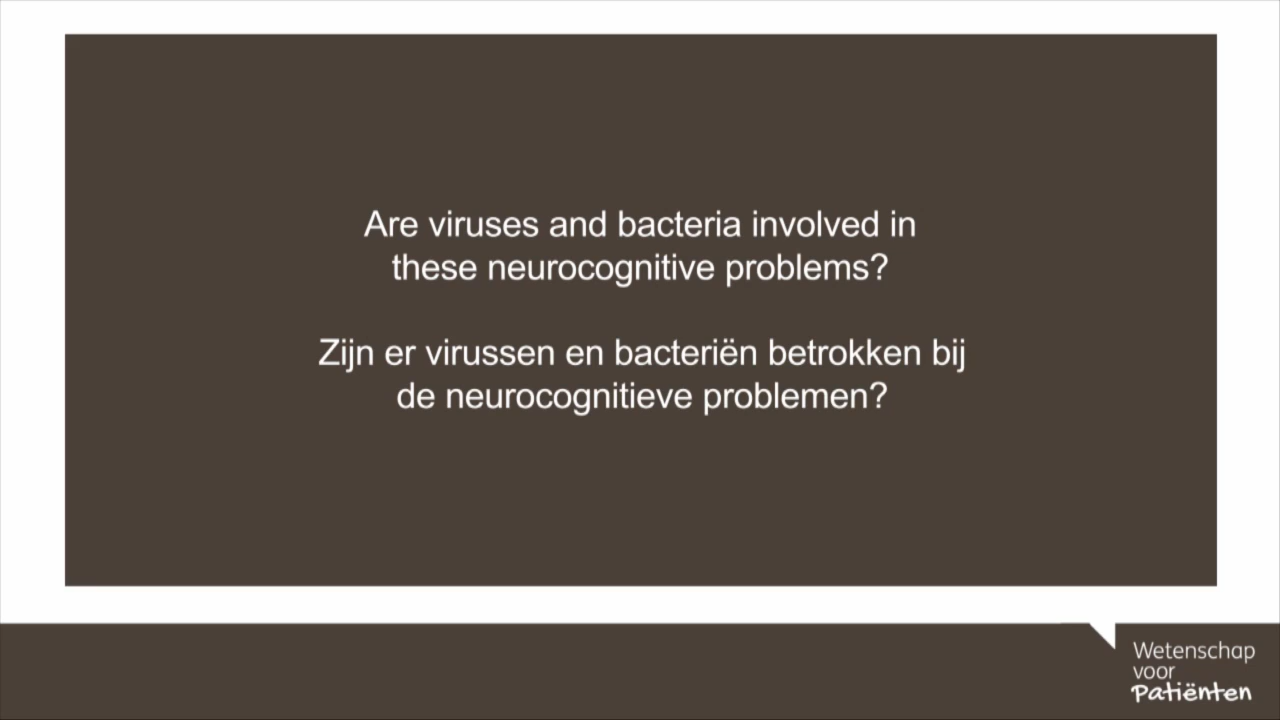 Are viruses and bacteria involved in
these neurocognitive problems?
Zijn er virussen en bacteriën betrokken bij
de neurocognitieve problemen?
Wetenschap
voor
Patiënten